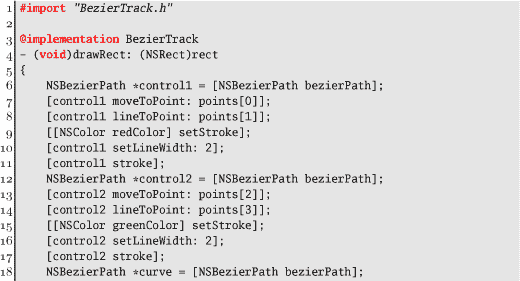 1 #import "BezierTrack.h"
2
3 @implementation BezierTrack
4 - (void)drawRect: (NSRect)rect
5 {
6 NSBezierPath *control1 = [NSBezierPath bezierPath];
7 [control1 moveToPoint: points[0]];
8 [control1 lineToPoint: points[1]];
9 [[NSColor redColor] setStroke];
10 [control1 setLineWidth: 2];
11 [control1 stroke];
12 NSBezierPath *control2 = [NSBezierPath bezierPath];
13 [control2 moveToPoint: points[2]];
14 [control2 lineToPoint: points[3]];
15 [[NSColor greenColor] setStroke];
16 [control2 setLineWidth: 2];
17 [control2 stroke];
18 NSBezierPath *curve = [NSBezierPath bezierPath];